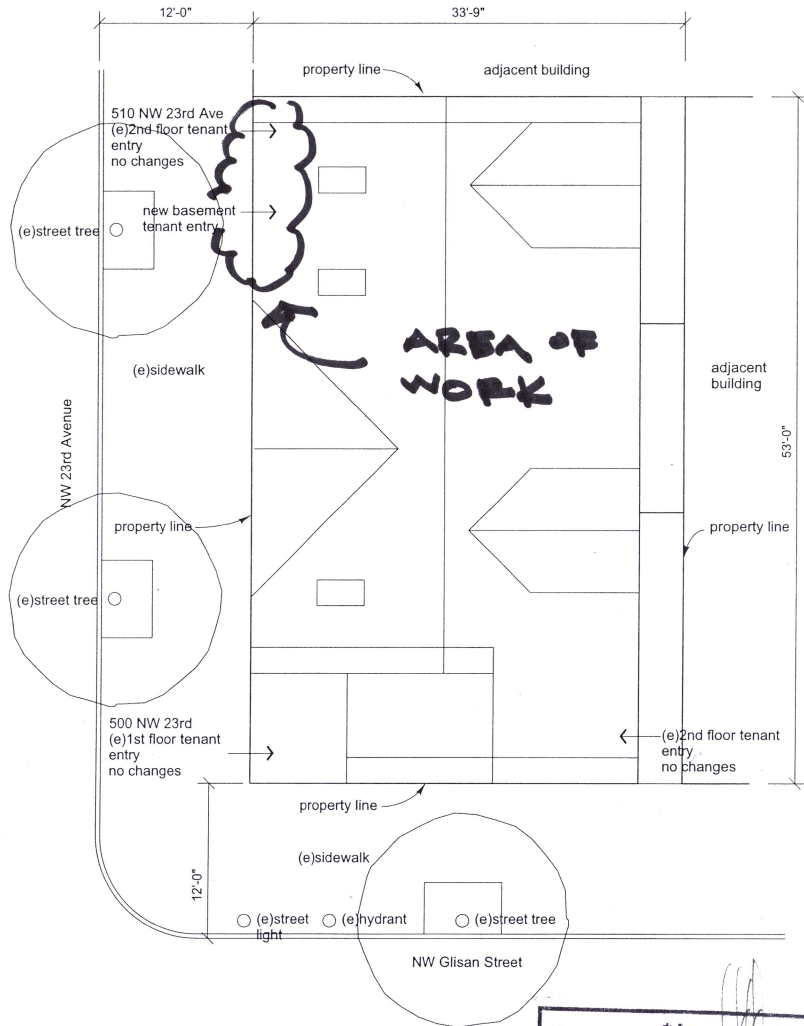 12'-0"
33'-9"
property line
adjacent building
510 NW 23rd Ave
(e)2nd floor tenant
entry
no changes
new basement
tenant entry
(e)street tree
AREA OF
WORK
(e)sidewalk
adjacent
building
NW 23rd Avenue
53'-0"
property line
property line
(e)street tree
500 NW 23rd
(e)1st floor tenant
entry
no changes
(e)2nd floor tenant
entry
no changes
property line
(e)sidewalk
12'-0"
(e)street
light
(e)hydrant
(e)street tree
NW Glisan Street